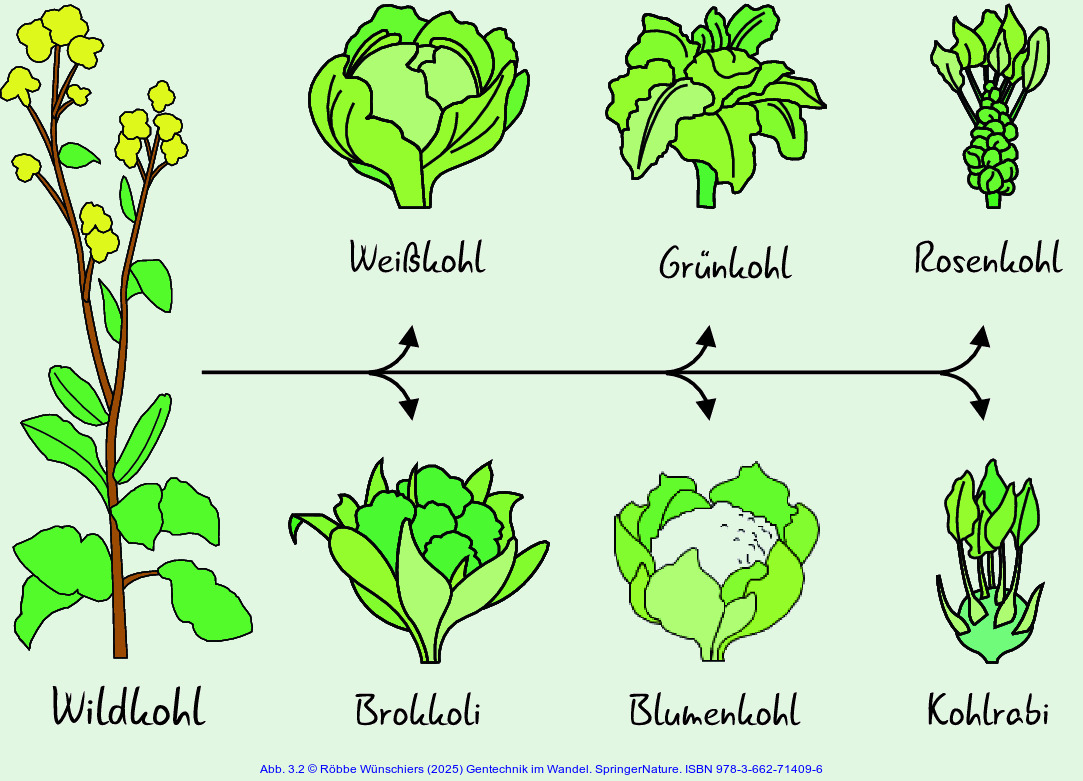 Weißkohl
Grünkohl
Rosenkohl
Wildkohl
Brokkoli
Blumenkohl
Kohlrabi
Abb. 3.2 © Röbbe Wünschiers (2025) Gentechnik im Wandel. SpringerNature. ISBN 978-3-662-71409-6